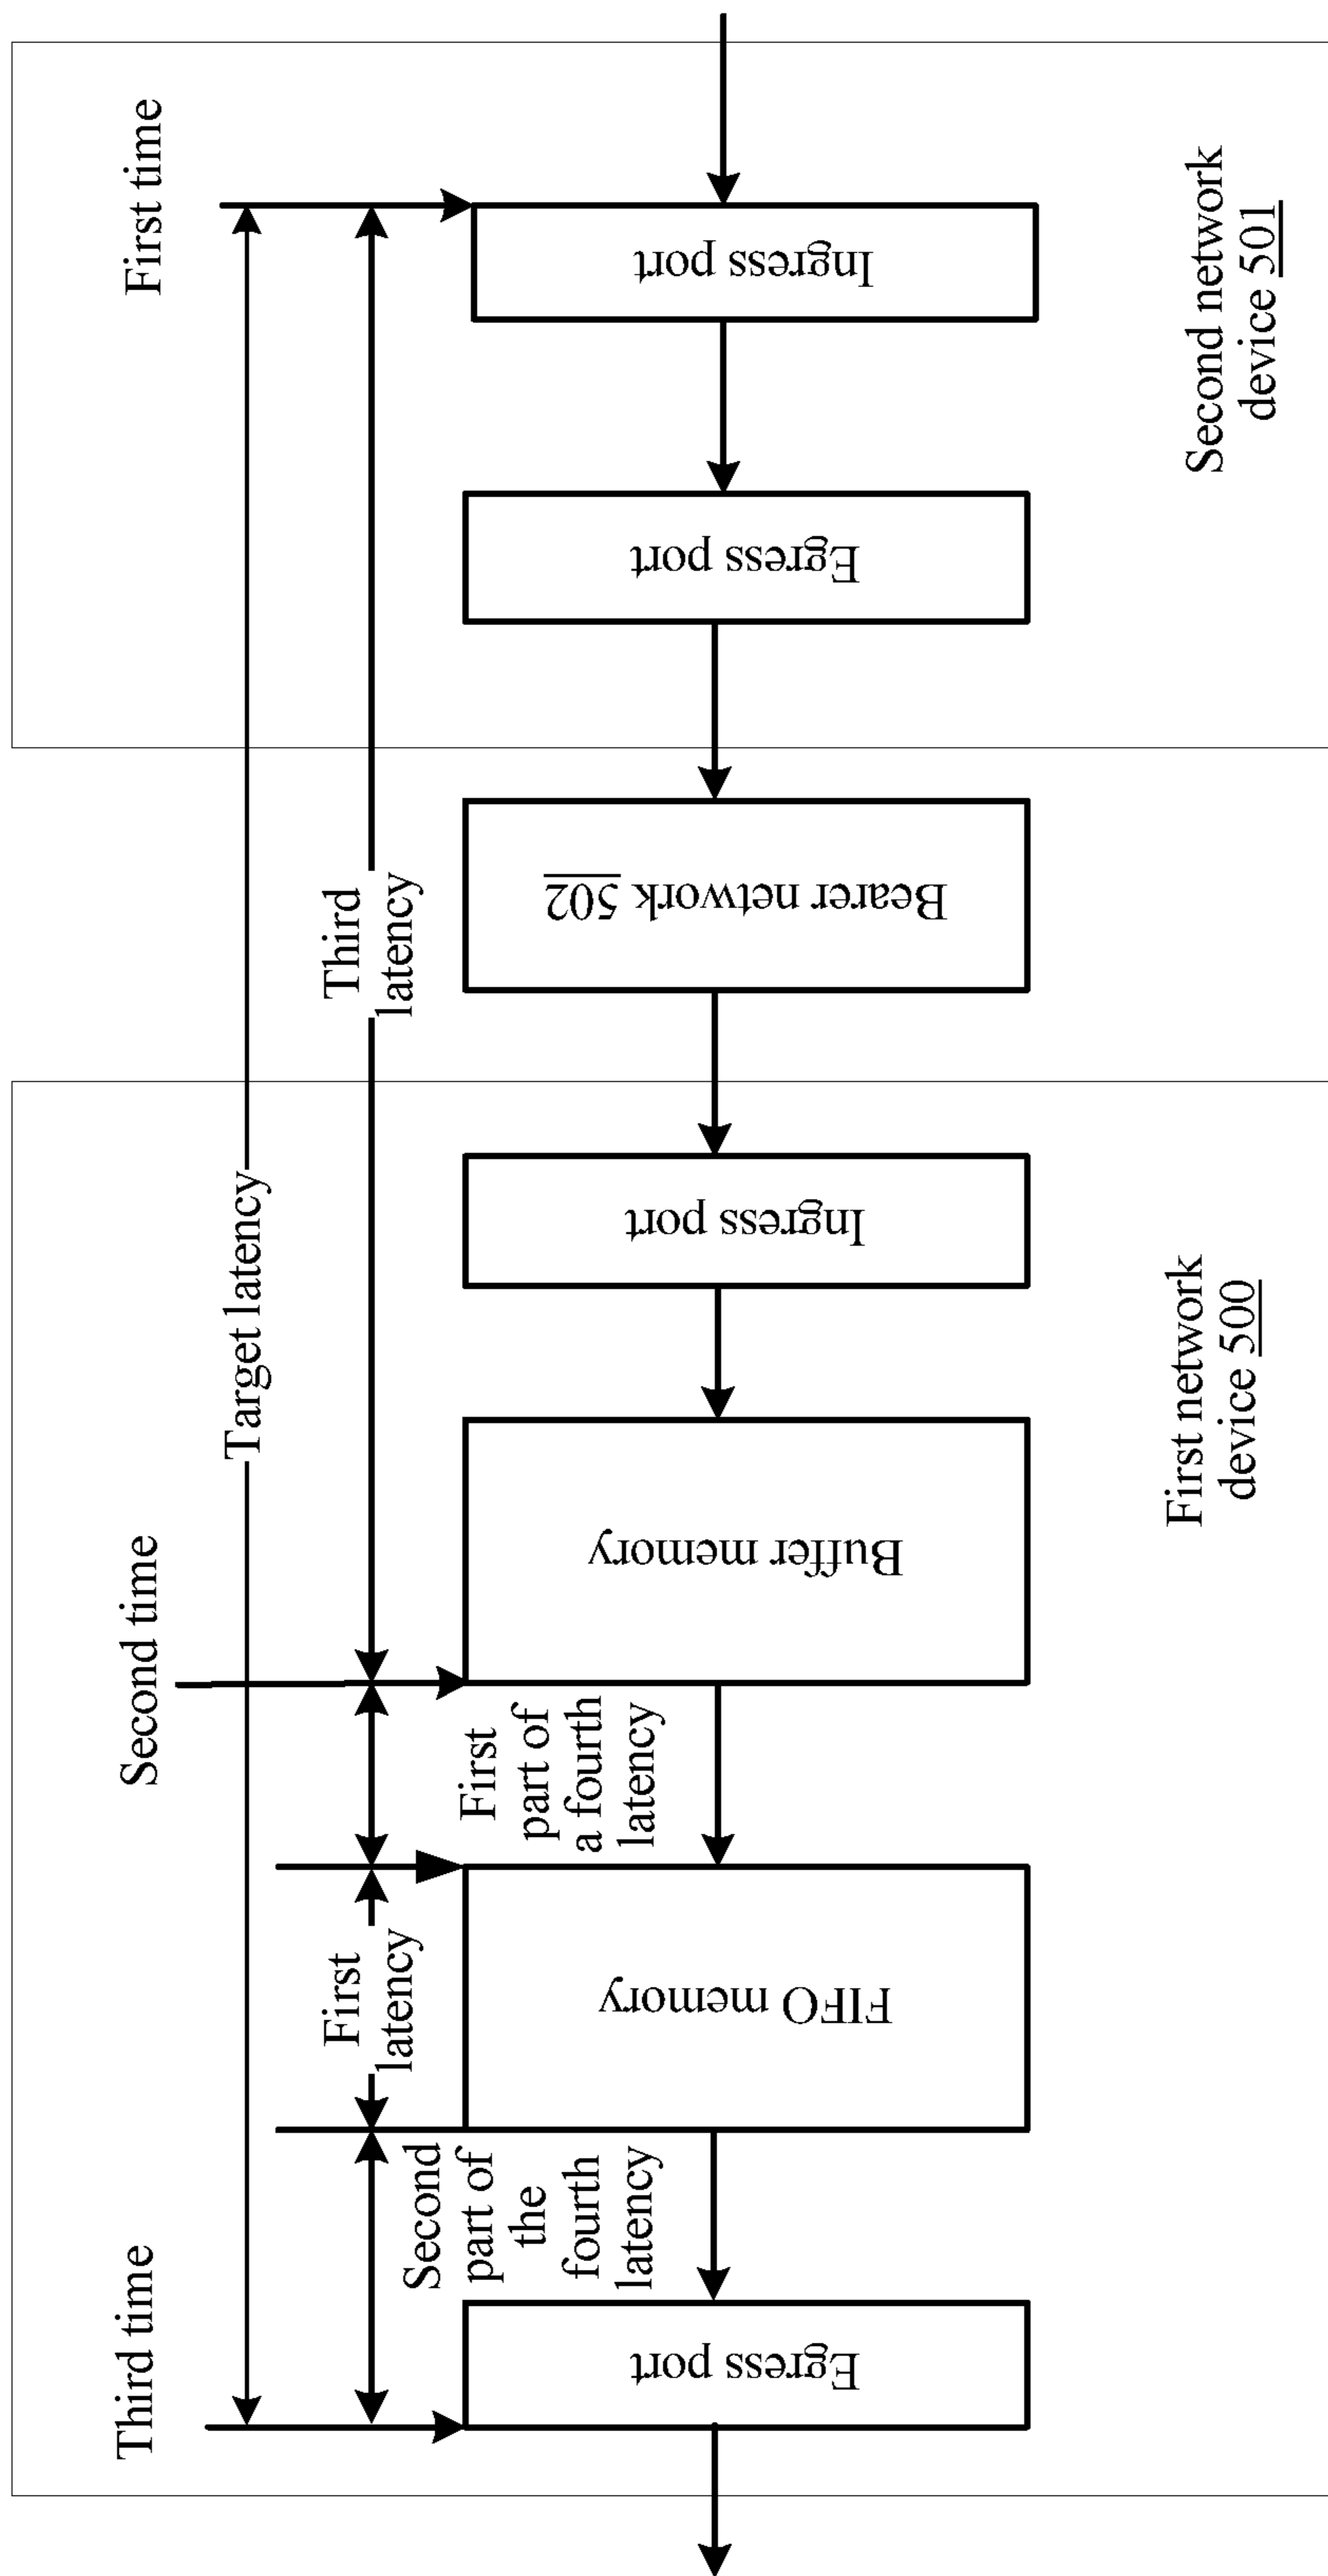 First time
Second time
Third time
Target latency
Third
latency
First
part of
a fourth
latency
First
latency
Second
part of
the
fourth
latency
Ingress port
Egress port
Bearer network 502
Ingress port
Buffer memory
FIFO memory
Egress port
Second network
device 501
First network
device 500